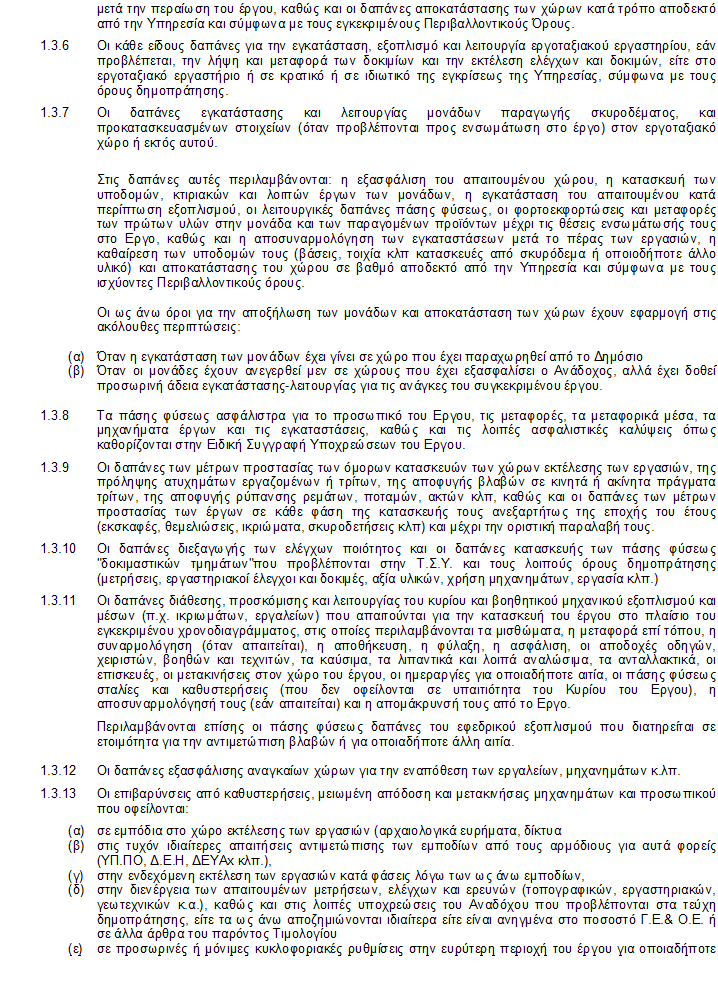 μετά την περαίωση του έργου, καθώς και οι δαπάνες αποκατάστασης των χώρων κατά τρόπο αποδεκτό
από την Υπηρεσία και σύμφωνα με τους εγκεκριμένους Περιβαλλοντικούς Όρους.
1.3.6 Οι κάθε είδους δαπάνες για την εγκατάσταση, εξοπλισμό και λειτουργία εργοταξιακού εργαστηρίου, εάν
προβλέπεται, την λήψη και μεταφορά των δοκιμίων και την εκτέλεση ελέγχων και δοκιμών, είτε στο
εργοταξιακό εργαστήριο ή σε κρατικό ή σε ιδιωτικό της εγκρίσεως της Υπηρεσίας, σύμφωνα με τους
όρους δημοπράτησης.
1.3.7 Οι δαπάνες εγκατάστασης και λειτουργίας μονάδων παραγωγής σκυροδέματος, και
προκατασκευασμένων στοιχείων (όταν προβλέπονται προς ενσωμάτωση στο έργο) στον εργοταξιακό
χώρο ή εκτός αυτού.
Στις δαπάνες αυτές περιλαμβάνονται: η εξασφάλιση του απαιτουμένου χώρου, η κατασκευή των
υποδομών, κτιριακών και λοιπών έργων των μονάδων, η εγκατάσταση του απαιτουμένου κατά
περίπτωση εξοπλισμού, οι λειτουργικές δαπάνες πάσης φύσεως, οι φορτοεκφορτώσεις και μεταφορές
των πρώτων υλών στην μονάδα και των παραγομένων προϊόντων μέχρι τις θέσεις ενσωμάτωσής τους
στο Εργο, καθώς και η αποσυναρμολόγηση των εγκαταστάσεων μετά το πέρας των εργασιών, η
καθαίρεση των υποδομών τους (βάσεις, τοιχία κλπ κατασκευές από σκυρόδεμα ή οποιοδήποτε άλλο
υλικό) και αποκατάστασης του χώρου σε βαθμό αποδεκτό από την Υπηρεσία και σύμφωνα με τους
ισχύοντες Περιβαλλοντικούς όρους.
Οι ως άνω όροι για την αποξήλωση των μονάδων και αποκατάσταση των χώρων έχουν εφαρμογή στις
ακόλουθες περιπτώσεις:
(α) Όταν η εγκατάσταση των μονάδων έχει γίνει σε χώρο που έχει παραχωρηθεί από το Δημόσιο
(β) Όταν οι μονάδες έχουν ανεγερθεί μεν σε χώρους που έχει εξασφαλίσει ο Ανάδοχος, αλλά έχει δοθεί
προσωρινή άδεια εγκατάστασης-λειτουργίας για τις ανάγκες του συγκεκριμένου έργου.
1.3.8 Τα πάσης φύσεως ασφάλιστρα για το προσωπικό του Εργου, τις μεταφορές, τα μεταφορικά μέσα, τα
μηχανήματα έργων και τις εγκαταστάσεις, καθώς και τις λοιπές ασφαλιστικές καλύψεις όπως
καθορίζονται στην Ειδική Συγγραφή Υποχρεώσεων του Εργου.
1.3.9 Οι δαπάνες των μέτρων προστασίας των όμορων κατασκευών των χώρων εκτέλεσης των εργασιών, της
πρόληψης ατυχημάτων εργαζομένων ή τρίτων, της αποφυγής βλαβών σε κινητά ή ακίνητα πράγματα
τρίτων, της αποφυγής ρύπανσης ρεμάτων, ποταμών, ακτών κλπ, καθώς και οι δαπάνες των μέτρων
προστασίας των έργων σε κάθε φάση της κατασκευής τους ανεξαρτήτως της εποχής του έτους
(εκσκαφές, θεμελιώσεις, ικριώματα, σκυροδετήσεις κλπ) και μέχρι την οριστική παραλαβή τους.
1.3.10 Οι δαπάνες διεξαγωγής των ελέγχων ποιότητος και οι δαπάνες κατασκευής των πάσης φύσεως
"δοκιμαστικών τμημάτων"που προβλέπονται στην Τ.Σ.Υ. και τους λοιπούς όρους δημοπράτησης
(μετρήσεις, εργαστηριακοί έλεγχοι και δοκιμές, αξία υλικών, χρήση μηχανημάτων, εργασία κλπ.)
1.3.11 Οι δαπάνες διάθεσης, προσκόμισης και λειτουργίας του κυρίου και βοηθητικού μηχανικού εξοπλισμού και
μέσων (π.χ. ικριωμάτων, εργαλείων) που απαιτούνται για την κατασκευή του έργου στο πλαίσιο του
εγκεκριμένου χρονοδιαγράμματος, στις οποίες περιλαμβάνονται τα μισθώματα, η μεταφορά επί τόπου, η
συναρμολόγηση (όταν απαιτείται), η αποθήκευση, η φύλαξη, η ασφάλιση, οι αποδοχές οδηγών,
χειριστών, βοηθών και τεχνιτών, τα καύσιμα, τα λιπαντικά και λοιπά αναλώσιμα, τα ανταλλακτικά, οι
επισκευές, οι μετακινήσεις στον χώρο του έργου, οι ημεραργίες για οποιαδήποτε αιτία, οι πάσης φύσεως
σταλίες και καθυστερήσεις (που δεν οφείλονται σε υπαιτιότητα του Κυρίου του Εργου), η
αποσυναρμολόγησή τους (εάν απαιτείται) και η απομάκρυνσή τους από το Εργο.
Περιλαμβάνονται επίσης οι πάσης φύσεως δαπάνες του εφεδρικού εξοπλισμού που διατηρείται σε
ετοιμότητα για την αντιμετώπιση βλαβών ή για οποιαδήποτε άλλη αιτία.
1.3.12 Οι δαπάνες εξασφάλισης αναγκαίων χώρων για την εναπόθεση των εργαλείων, μηχανημάτων κ.λπ.
1.3.13 Οι επιβαρύνσεις από καθυστερήσεις, μειωμένη απόδοση και μετακινήσεις μηχανημάτων και προσωπικού
που οφείλονται:
(α) σε εμπόδια στο χώρο εκτέλεσης των εργασιών (αρχαιολογικά ευρήματα, δίκτυα
(β) στις τυχόν ιδιαίτερες απαιτήσεις αντιμετώπισης των εμποδίων από τους αρμόδιους για αυτά φορείς
(ΥΠ.ΠΟ, Δ.Ε.Η, ΔΕΥΑx κλπ.),
(γ) στην ενδεχόμενη εκτέλεση των εργασιών κατά φάσεις λόγω των ως άνω εμποδίων,
(δ) στην διενέργεια των απαιτουμένων μετρήσεων, ελέγχων και ερευνών (τοπογραφικών, εργαστηριακών,
γεωτεχνικών κ.α.), καθώς και στις λοιπές υποχρεώσεις του Αναδόχου που προβλέπονται στα τεύχη
δημοπράτησης, είτε τα ως άνω αποζημιώνονται ιδιαίτερα είτε είναι ανηγμένα στο ποσοστό Γ.Ε.& Ο.Ε. ή
σε άλλα άρθρα του παρόντος Τιμολογίου
(ε) σε προσωρινές ή μόνιμες κυκλοφοριακές ρυθμίσεις στην ευρύτερη περιοχή του έργου για οποιαδήποτε